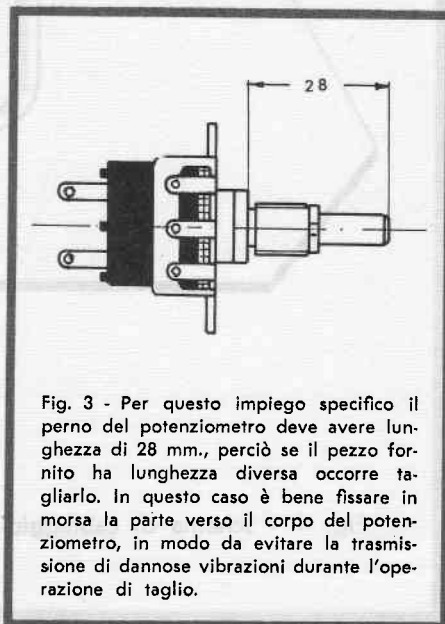 28
Fig. 3 - Per questo impiego specifico il
perno del potenziometro deve avere lun-
ghezza di 28 mm., perciò se il pezzo for-
nito ha lunghezza diversa occorre ta-
gliarlo. In questo caso è bene fissare in
morsa la parte verso il corpo del poten-
ziometro, in modo da evitare la trasmis-
sione di dannose vibrazioni durante l'ope-
razione di taglio.